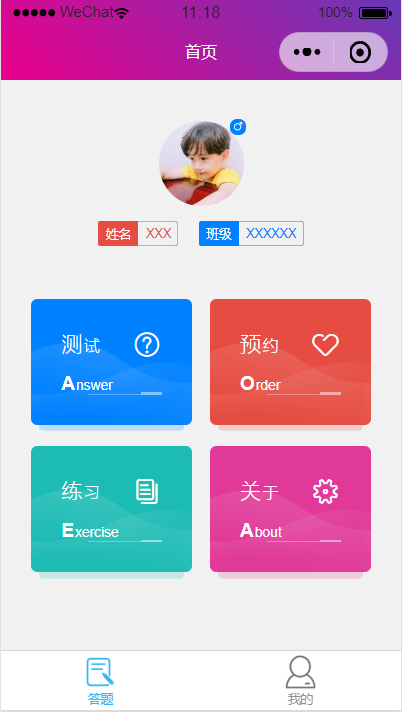 WeChat 11:18 100%
首页
姓名 XXX 班级 XXXXXX
测试 预约
Answer Order
练习 关于
Exercise About
答题 我的